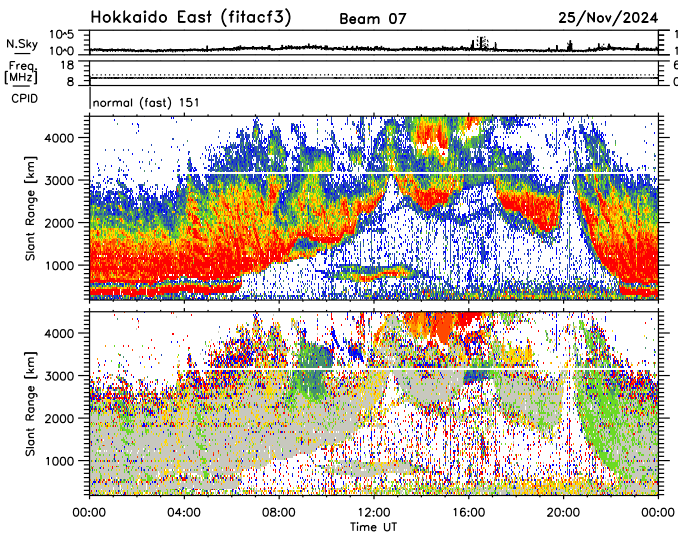 Hokkaido East (fitacf3) Beam 07 25/Nov/2024
N.Sky 10^5 10^0 1 1
Freq. [MHz] 18 8 6 0
CPID normal (fast) 151
Slant Range [km] 4000 3000 2000 1000
Slant Range [km] 4000 3000 2000 1000
00:00 04:00 08:00 12:00 16:00 20:00 00:00
Time UT